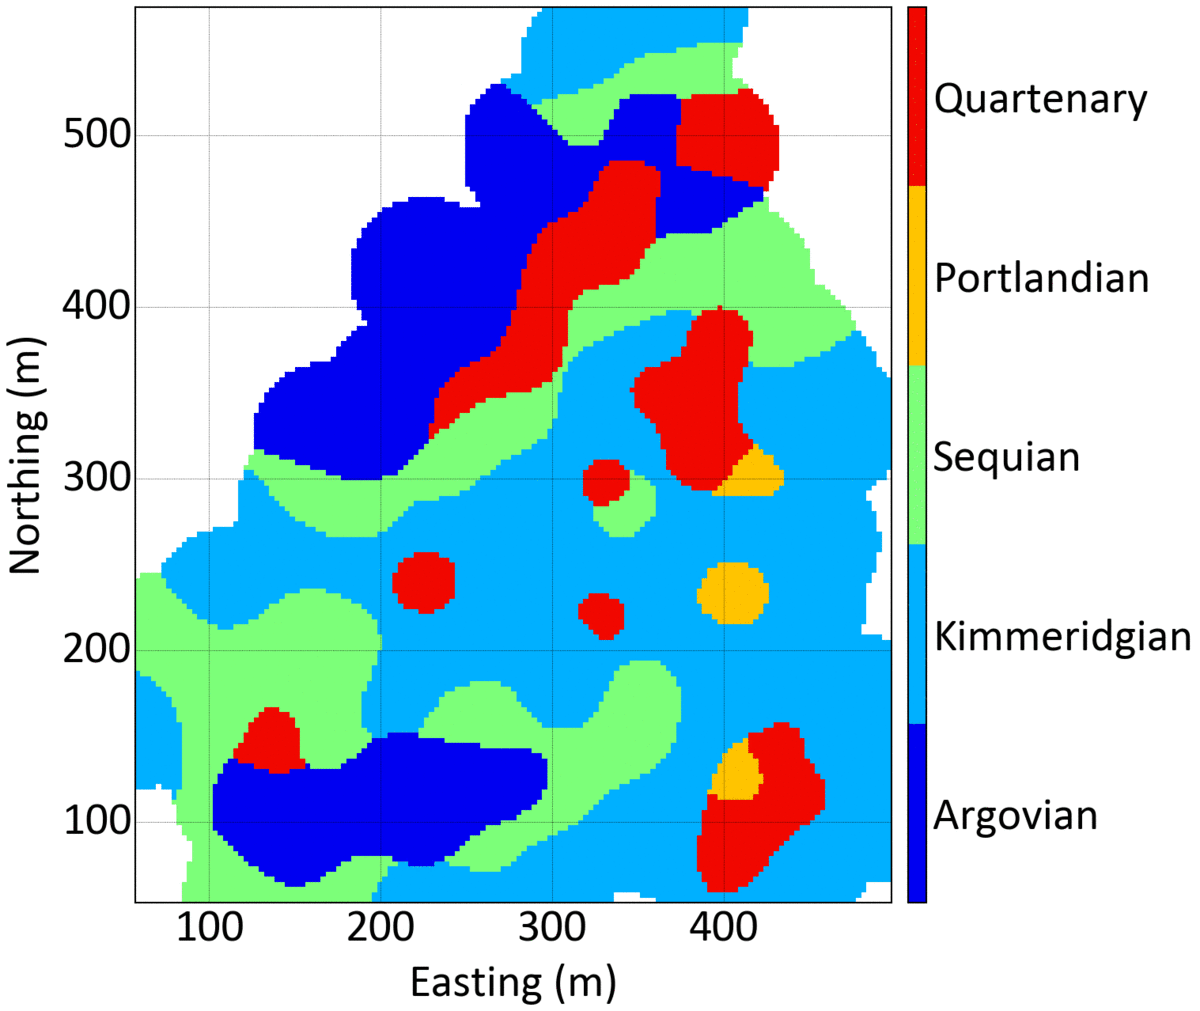 500
400
300
200
100
Northing (m)
100 200 300 400
Easting (m)
Quartenary
Portlandian
Sequian
Kimmeridgian
Argovian